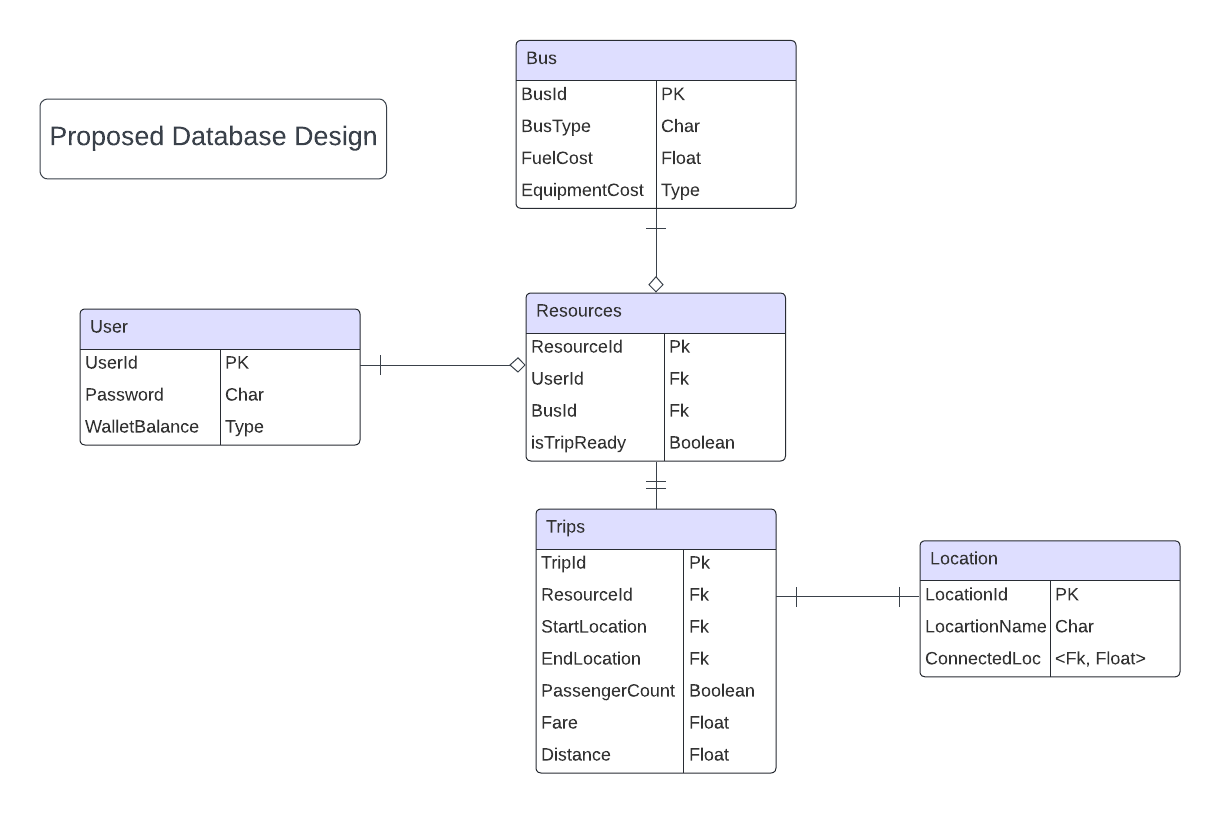 Proposed Database Design
Bus
BusId PK
BusType Char
FuelCost Float
EquipmentCost Type
User
UserId PK
Password Char
WalletBalance Type
Resources
ResourceId Pk
UserId Fk
BusId Fk
isTripReady Boolean
Trips
TripId Pk
ResourceId Fk
StartLocation Fk
EndLocation Fk
PassengerCount Boolean
Fare Float
Distance Float
Location
LocationId PK
LocartionName Char
ConnectedLoc <Fk, Float>